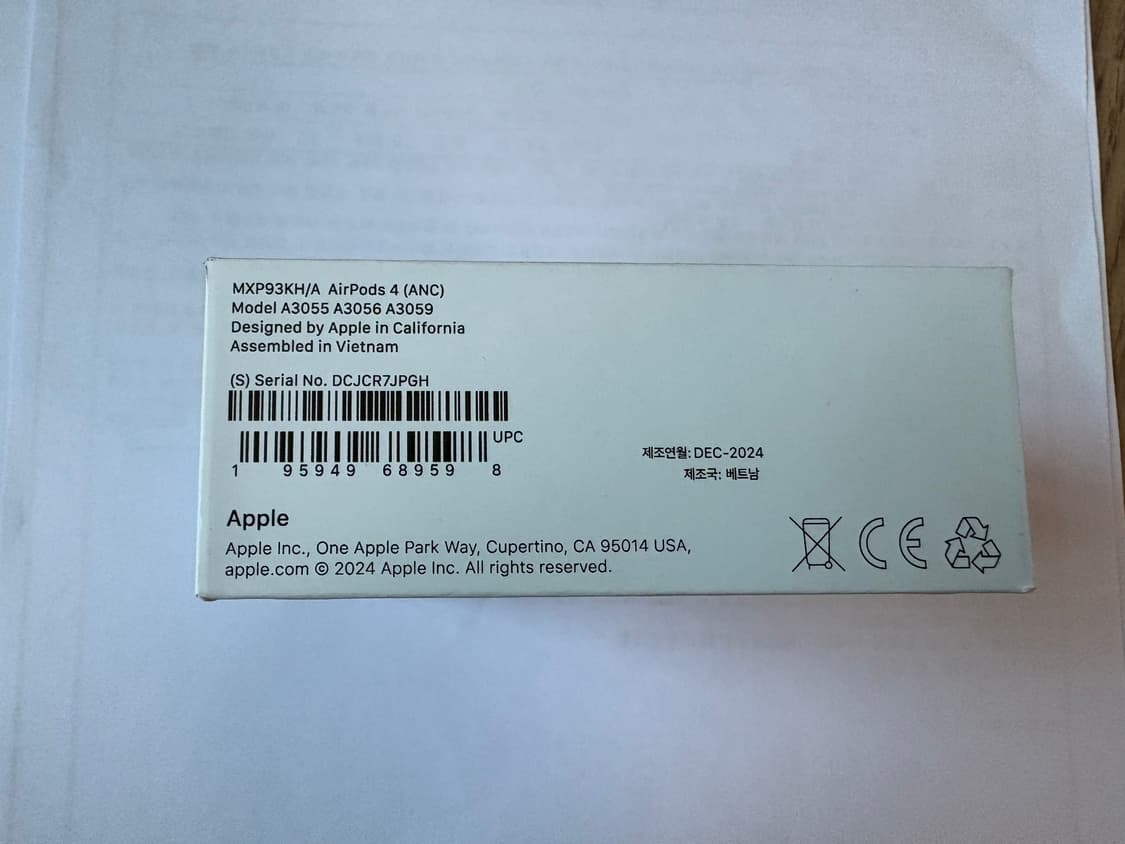 MXP93KH/A AirPods 4 (ANC)
Model A3055 A3056 A3059
Designed by Apple in California
Assembled in Vietnam
(S) Serial No. DCJCR7JPGH
UPC
1 95949 68959 8
제조연월: DEC-2024
제조국: 베트남
Apple
Apple Inc., One Apple Park Way, Cupertino, CA 95014 USA,
apple.com © 2024 Apple Inc. All rights reserved.
CE